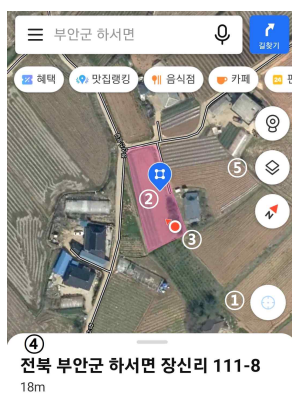 부안군 하서면
길찾기
혜택
맛집랭킹
음식점
카페
②
⑤
③
①
④
전북 부안군 하서면 장신리 111-8
18m